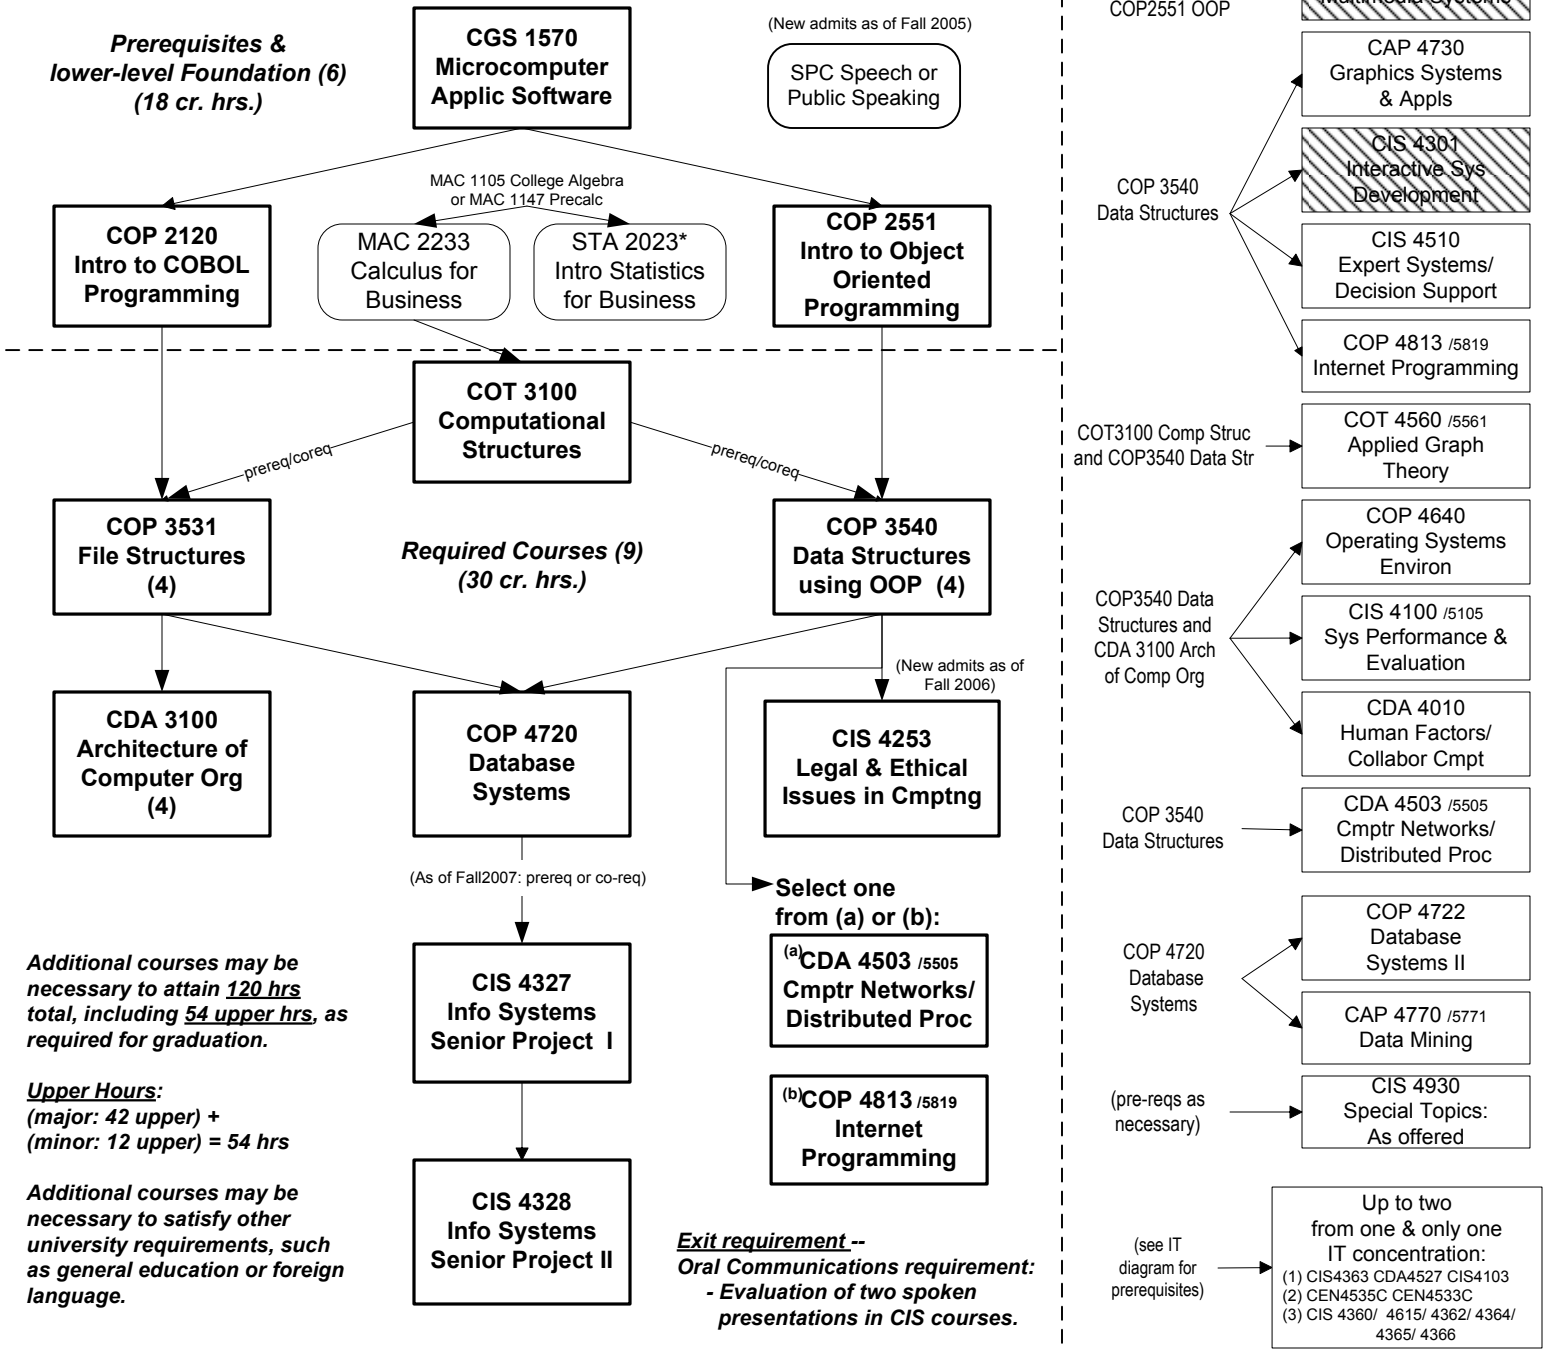 Prerequisites &
lower-level Foundation (6)
(18 cr. hrs.)
CGS 1570
Microcomputer
Applic Software
(New admits as of Fall 2005)
SPC Speech or
Public Speaking
MAC 1105 College Algebra
or MAC 1147 Precalc
COP 2120
Intro to COBOL
Programming
MAC 2233
Calculus for
Business
STA 2023*
Intro Statistics
for Business
COP 2551
Intro to Object
Oriented
Programming
COT 3100
Computational
Structures
prereq/coreq
prereq/coreq
COP 3531
File Structures
(4)
Required Courses (9)
(30 cr. hrs.)
COP 3540
Data Structures
using OOP (4)
(New admits as of
Fall 2006)
CDA 3100
Architecture of
Computer Org
(4)
COP 4720
Database
Systems
CIS 4253
Legal & Ethical
Issues in Cmptng
(As of Fall2007: prereq or co-req)
Select one
from (a) or (b):
CIS 4327
Info Systems
Senior Project I
(a)CDA 4503 /5505
Cmptr Networks/
Distributed Proc
(b)COP 4813 /5819
Internet
Programming
CIS 4328
Info Systems
Senior Project II
Additional courses may be
necessary to attain 120 hrs
total, including 54 upper hrs, as
required for graduation.
Upper Hours:
(major: 42 upper) +
(minor: 12 upper) = 54 hrs
Additional courses may be
necessary to satisfy other
university requirements, such
as general education or foreign
language.
Exit requirement --
Oral Communications requirement:
- Evaluation of two spoken
presentations in CIS courses.
COP2551 OOP
Multimedia Systems
COP 3540
Data Structures
CAP 4730
Graphics Systems
& Appls
CIS 4301
Interactive Sys
Development
CIS 4510
Expert Systems/
Decision Support
COP 4813 /5819
Internet Programming
COT3100 Comp Struc
and COP3540 Data Str
COT 4560 /5561
Applied Graph
Theory
COP3540 Data
Structures and
CDA 3100 Arch
of Comp Org
COP 4640
Operating Systems
Environ
CIS 4100 /5105
Sys Performance &
Evaluation
CDA 4010
Human Factors/
Collabor Cmpt
COP 3540
Data Structures
CDA 4503 /5505
Cmptr Networks/
Distributed Proc
COP 4720
Database
Systems
COP 4722
Database
Systems II
CAP 4770 /5771
Data Mining
(pre-reqs as
necessary)
CIS 4930
Special Topics:
As offered
(see IT
diagram for
prerequisites)
Up to two
from one & only one
IT concentration:
(1) CIS4363 CDA4527 CIS4103
(2) CEN4535C CEN4533C
(3) CIS 4360/ 4615/ 4362/ 4364/
4365/ 4366